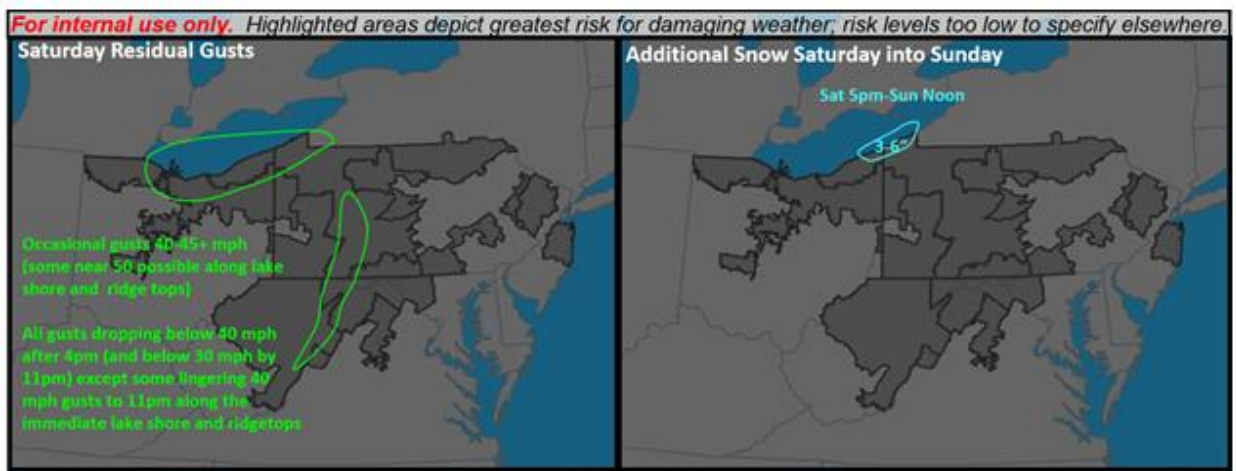 For internal use only. Highlighted areas depict greatest risk for damaging weather; risk levels too low to specify elsewhere.
Saturday Residual Gusts
Occasional gusts 40-45+ mph
(some near 50 possible along lake
shore and ridge tops)
All gusts dropping below 40 mph
after 4pm (and below 30 mph by
11pm) except some lingering 40
mph gusts to 11pm along the
immediate lake shore and ridgetops
Additional Snow Saturday into Sunday
Sat 5pm-Sun Noon
3-6"